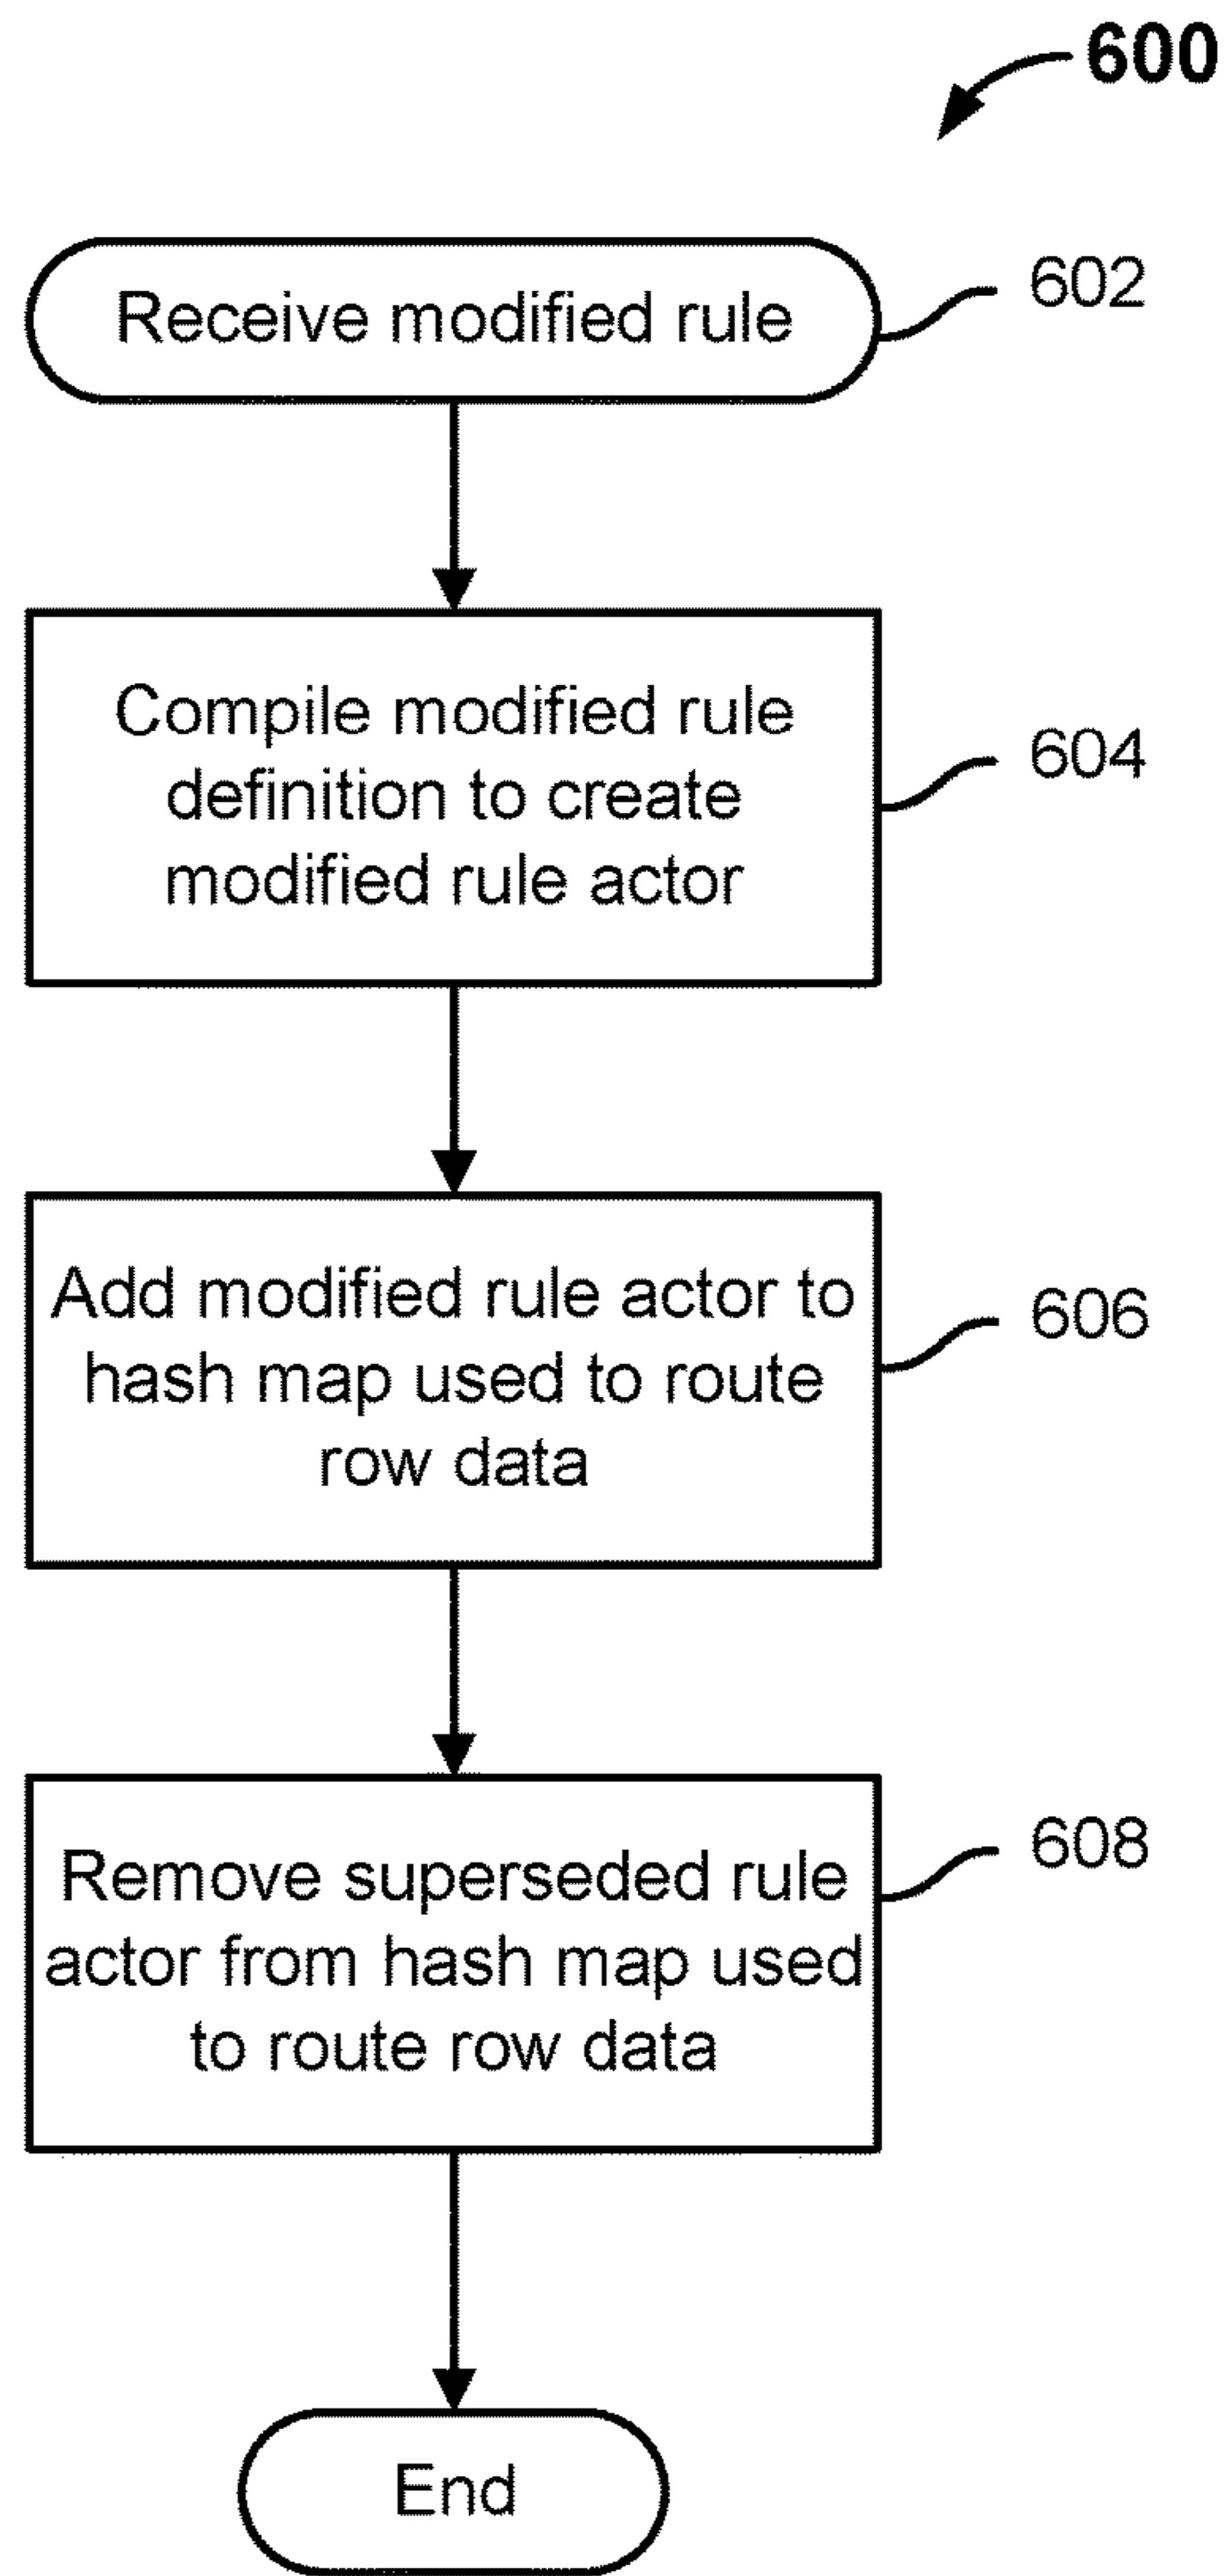 600
Receive modified rule
602
Compile modified rule
definition to create
modified rule actor
604
Add modified rule actor to
hash map used to route
row data
606
Remove superseded rule
actor from hash map used
to route row data
608
End